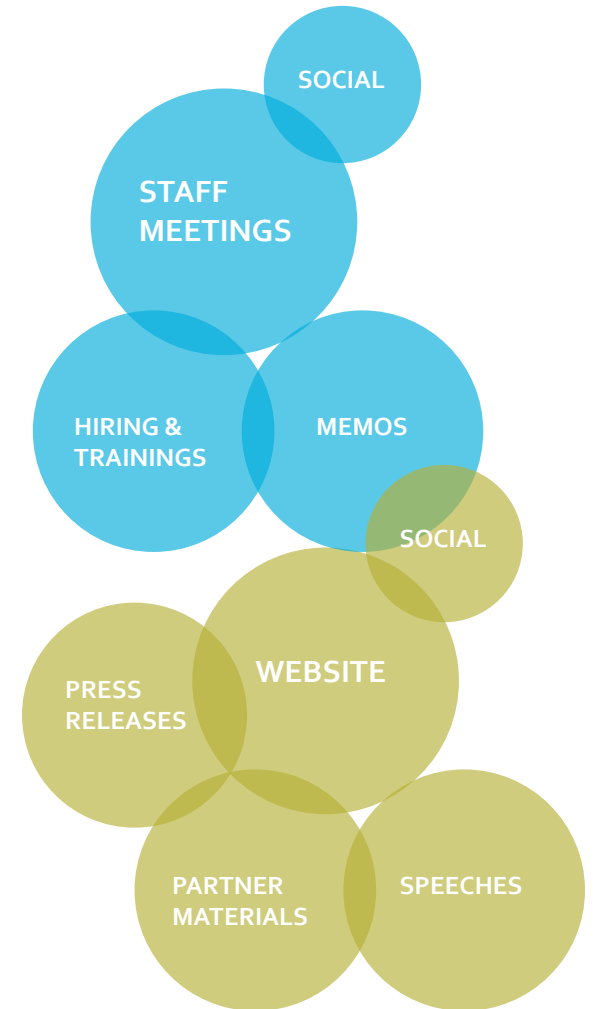 SOCIAL
STAFF
MEETINGS
HIRING &
TRAININGS
MEMOS
SOCIAL
WEBSITE
PRESS
RELEASES
PARTNER
MATERIALS
SPEECHES